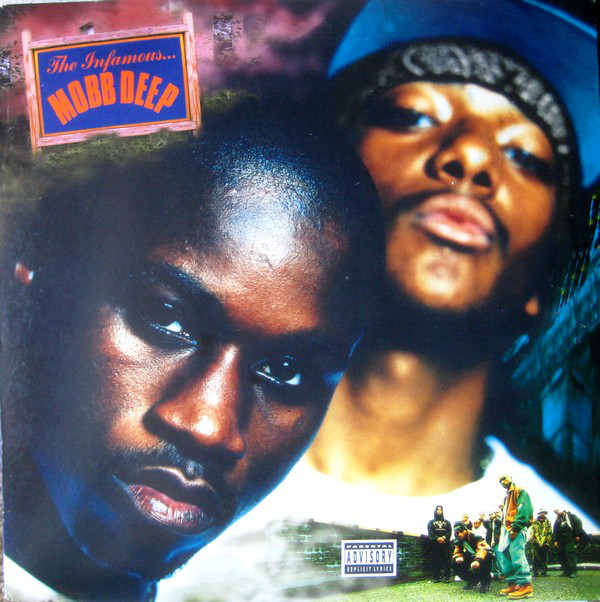 The Infamous...
MOBB DEEP
PARENTAL
ADVISORY
EXPLICIT LYRICS